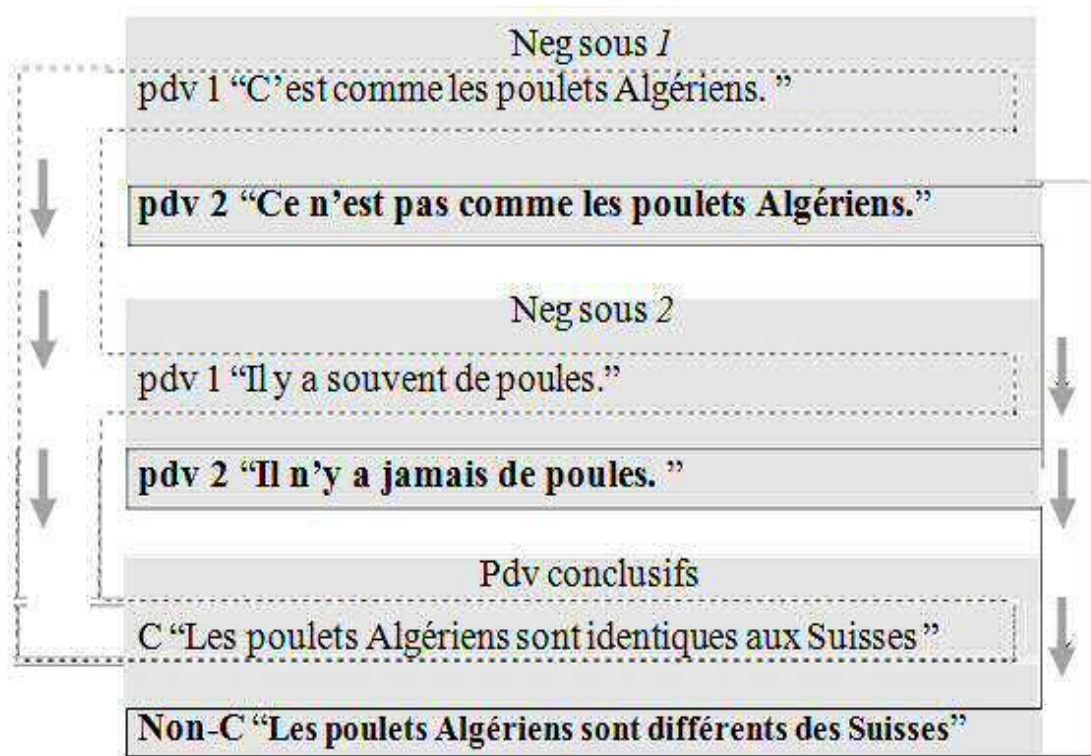 Neg sous 1
pdv 1 “C’est comme les poulets Algériens. ”
pdv 2 “Ce n’est pas comme les poulets Algériens.”
Neg sous 2
pdv 1 “Il y a souvent de poules.”
pdv 2 “Il n’y a jamais de poules. ”
Pdv conclusifs
C “Les poulets Algériens sont identiques aux Suisses ”
Non-C “Les poulets Algériens sont différents des Suisses”